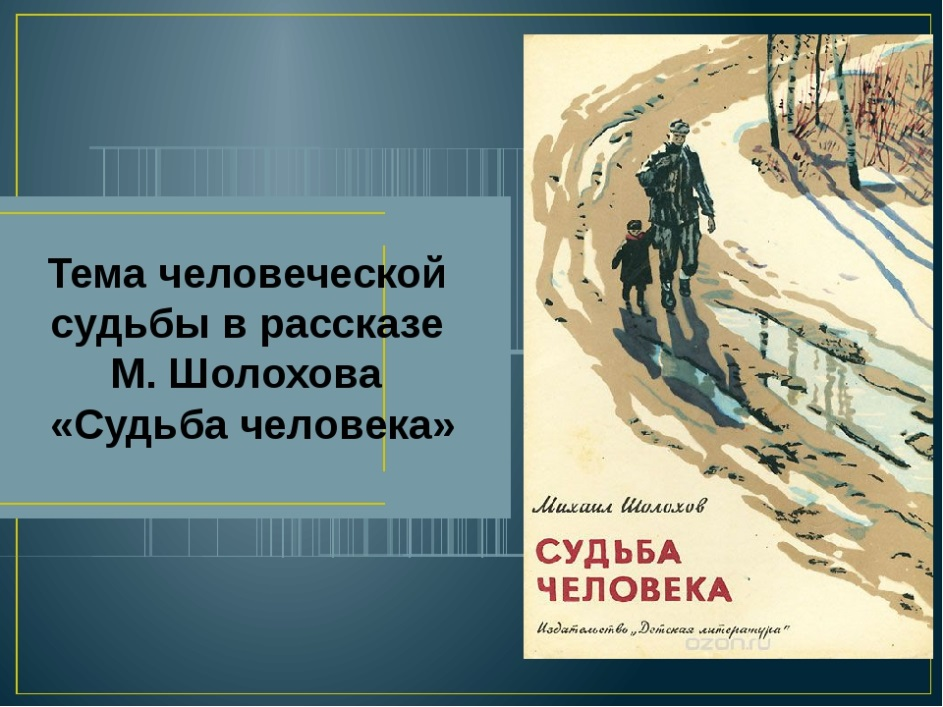 Тема человеческой
судьбы в рассказе
М. Шолохова
«Судьба человека»
Михаил Шолохов
СУДЬБА
ЧЕЛОВЕКА
Издательство „Детская литература"
ozon.ru